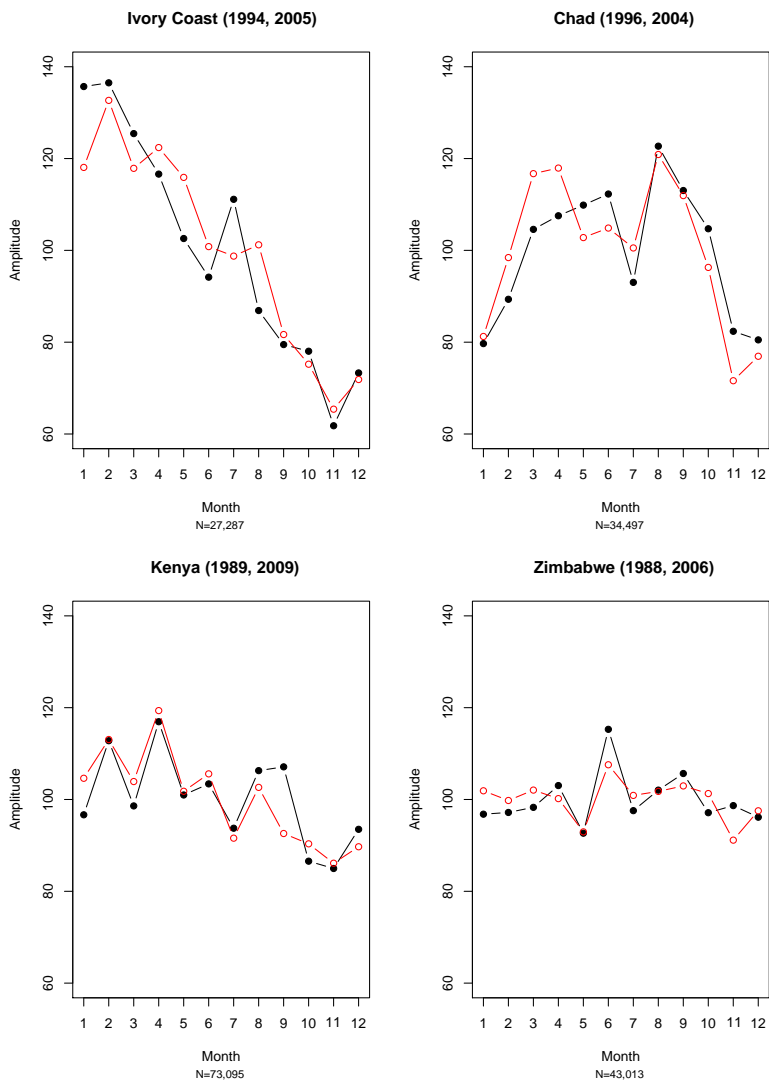 Ivory Coast (1994, 2005)
Amplitude
140
120
100
80
60
1 2 3 4 5 6 7 8 9 10 11 12
Month
N=27,287
Chad (1996, 2004)
Amplitude
140
120
100
80
60
1 2 3 4 5 6 7 8 9 10 11 12
Month
N=34,497
Kenya (1989, 2009)
Amplitude
140
120
100
80
60
1 2 3 4 5 6 7 8 9 10 11 12
Month
N=73,095
Zimbabwe (1988, 2006)
Amplitude
140
120
100
80
60
1 2 3 4 5 6 7 8 9 10 11 12
Month
N=43,013